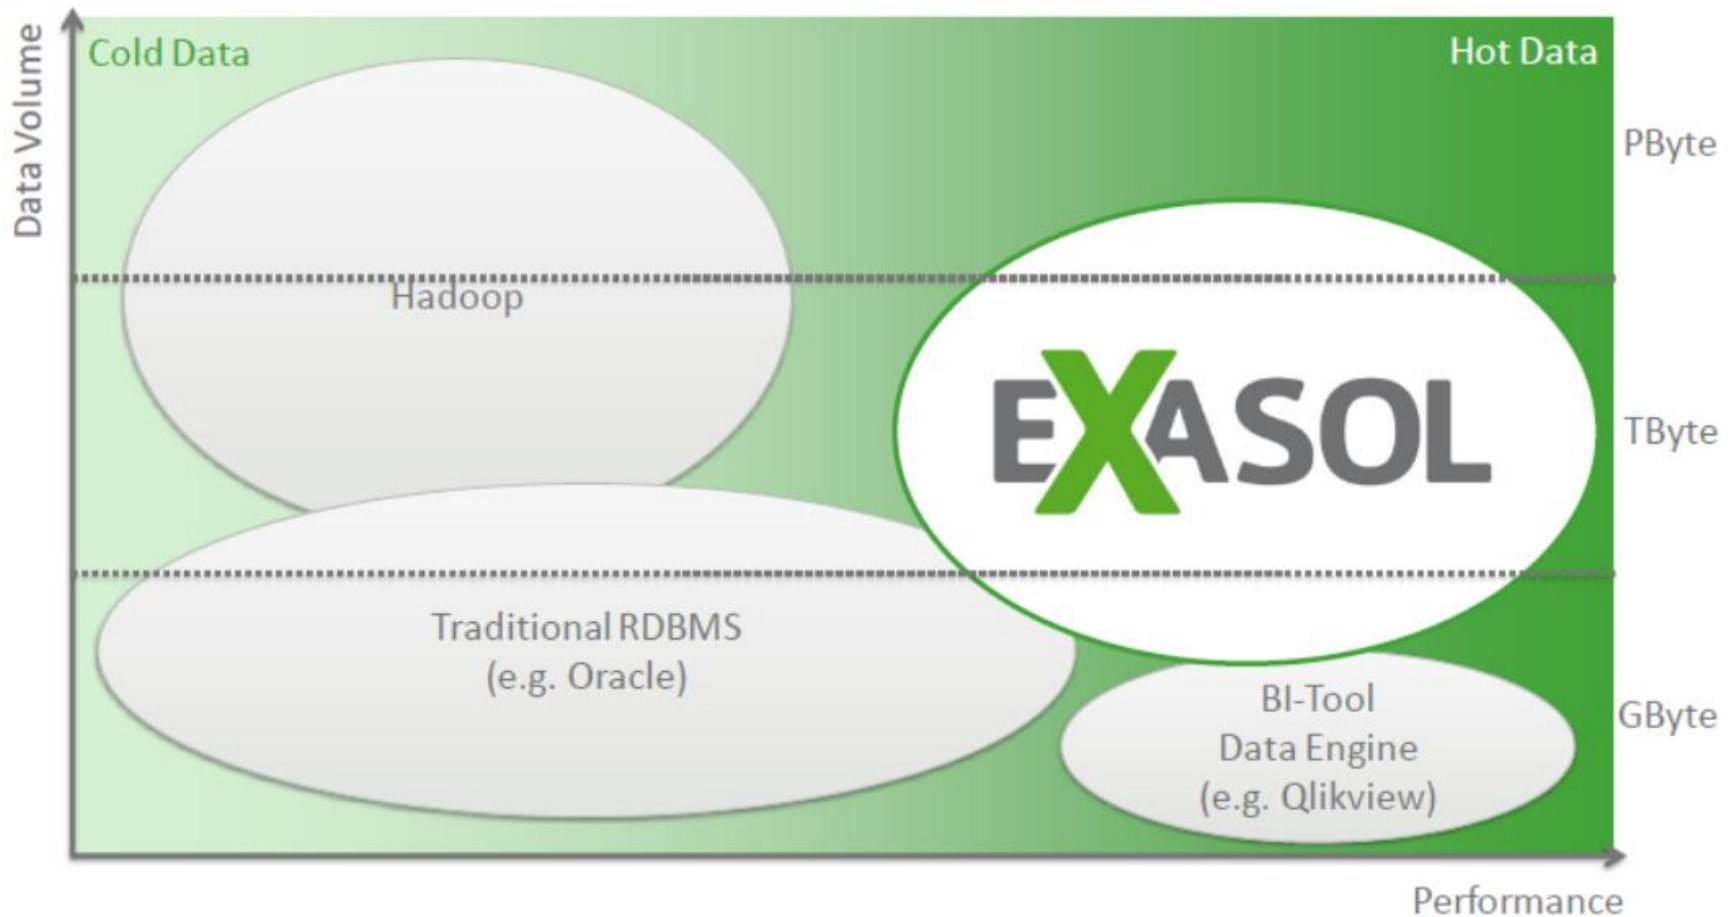 Data Volume
Cold Data
Hot Data
PByte
Hadoop
EXASOL
TByte
Traditional RDBMS
(e.g. Oracle)
BI-Tool
Data Engine
(e.g. Qlikview)
GByte
Performance